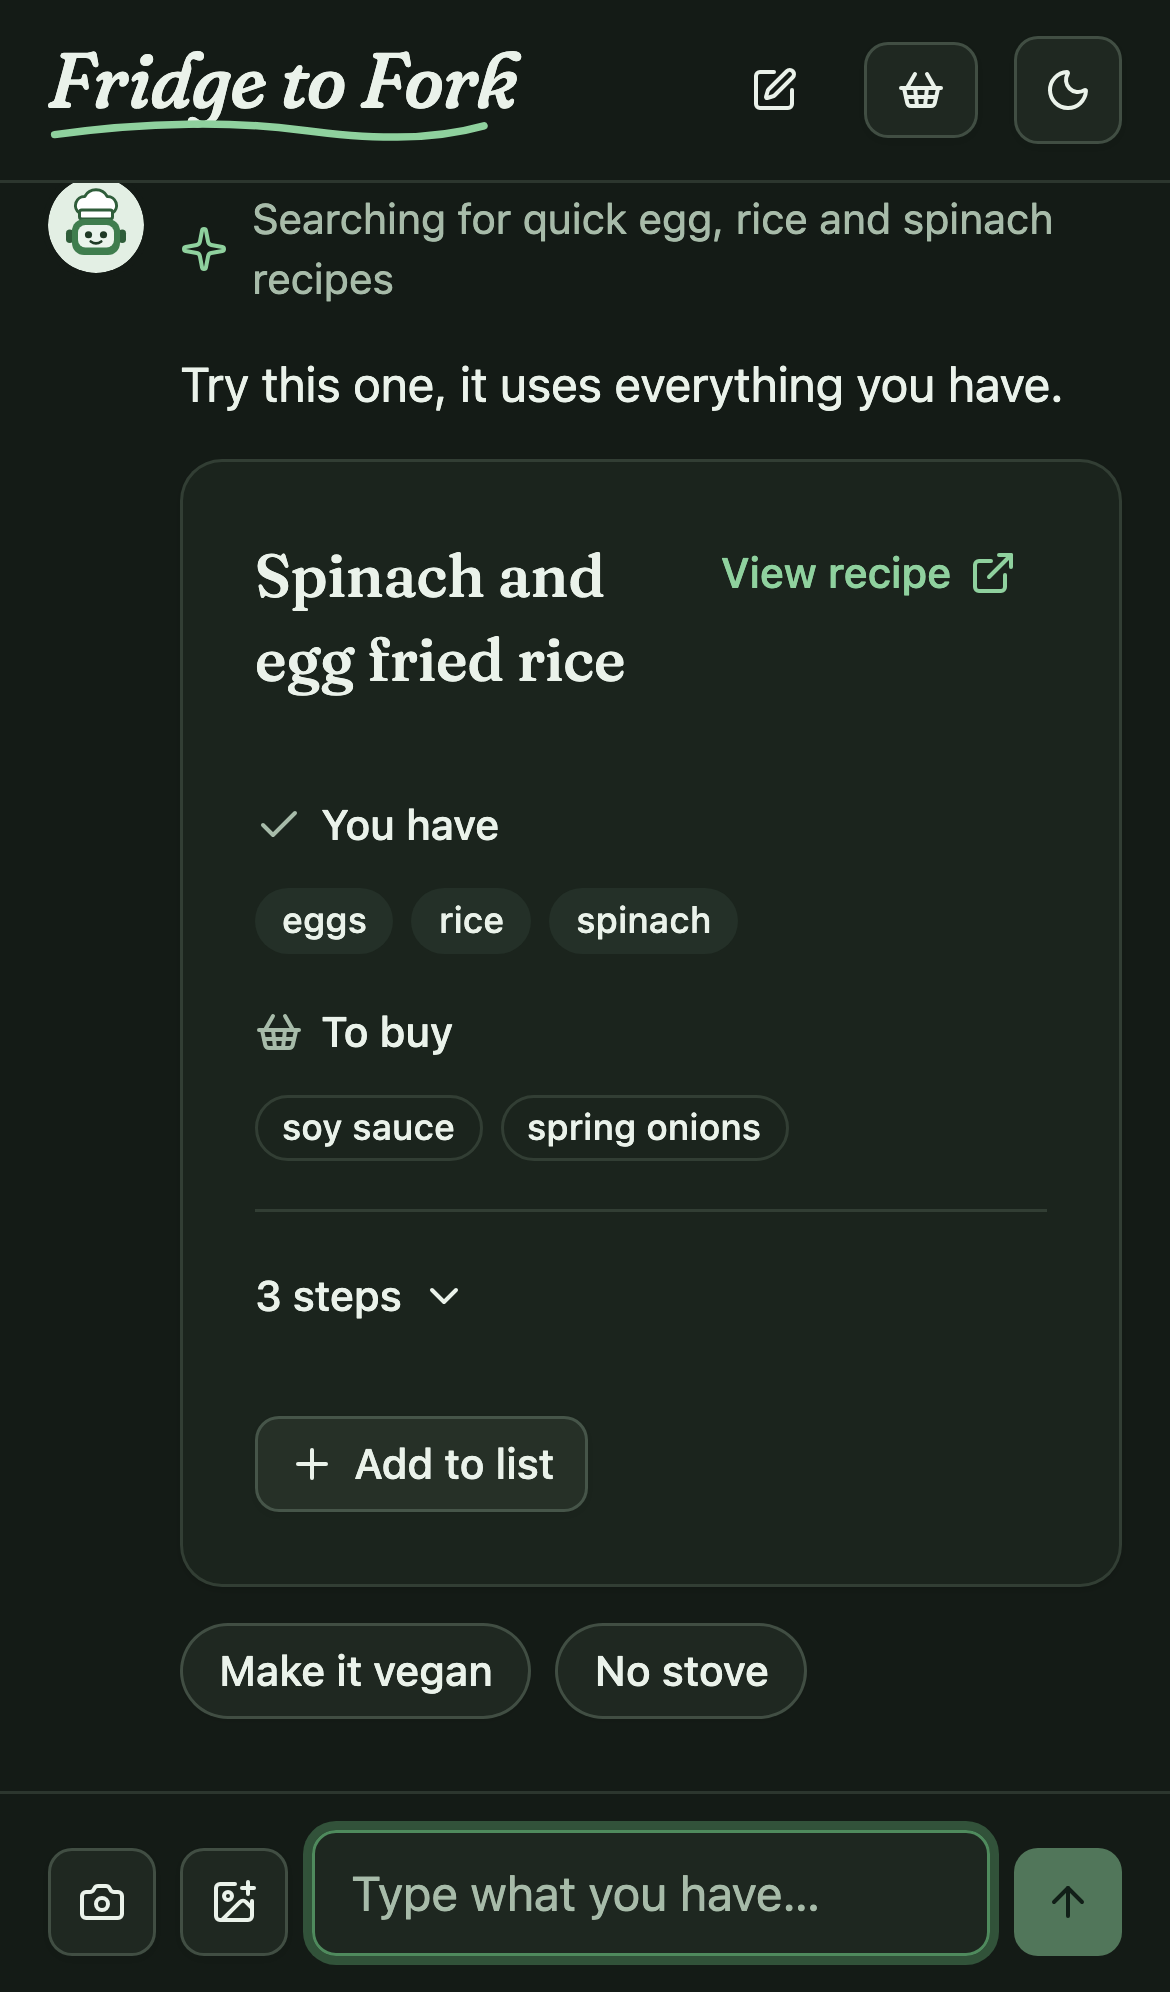 Fridge to Fork
Searching for quick egg, rice and spinach
recipes
Try this one, it uses everything you have.
Spinach and
egg fried rice
View recipe
You have
eggs
rice
spinach
To buy
soy sauce
spring onions
3 steps
Add to list
Make it vegan
No stove
Type what you have...